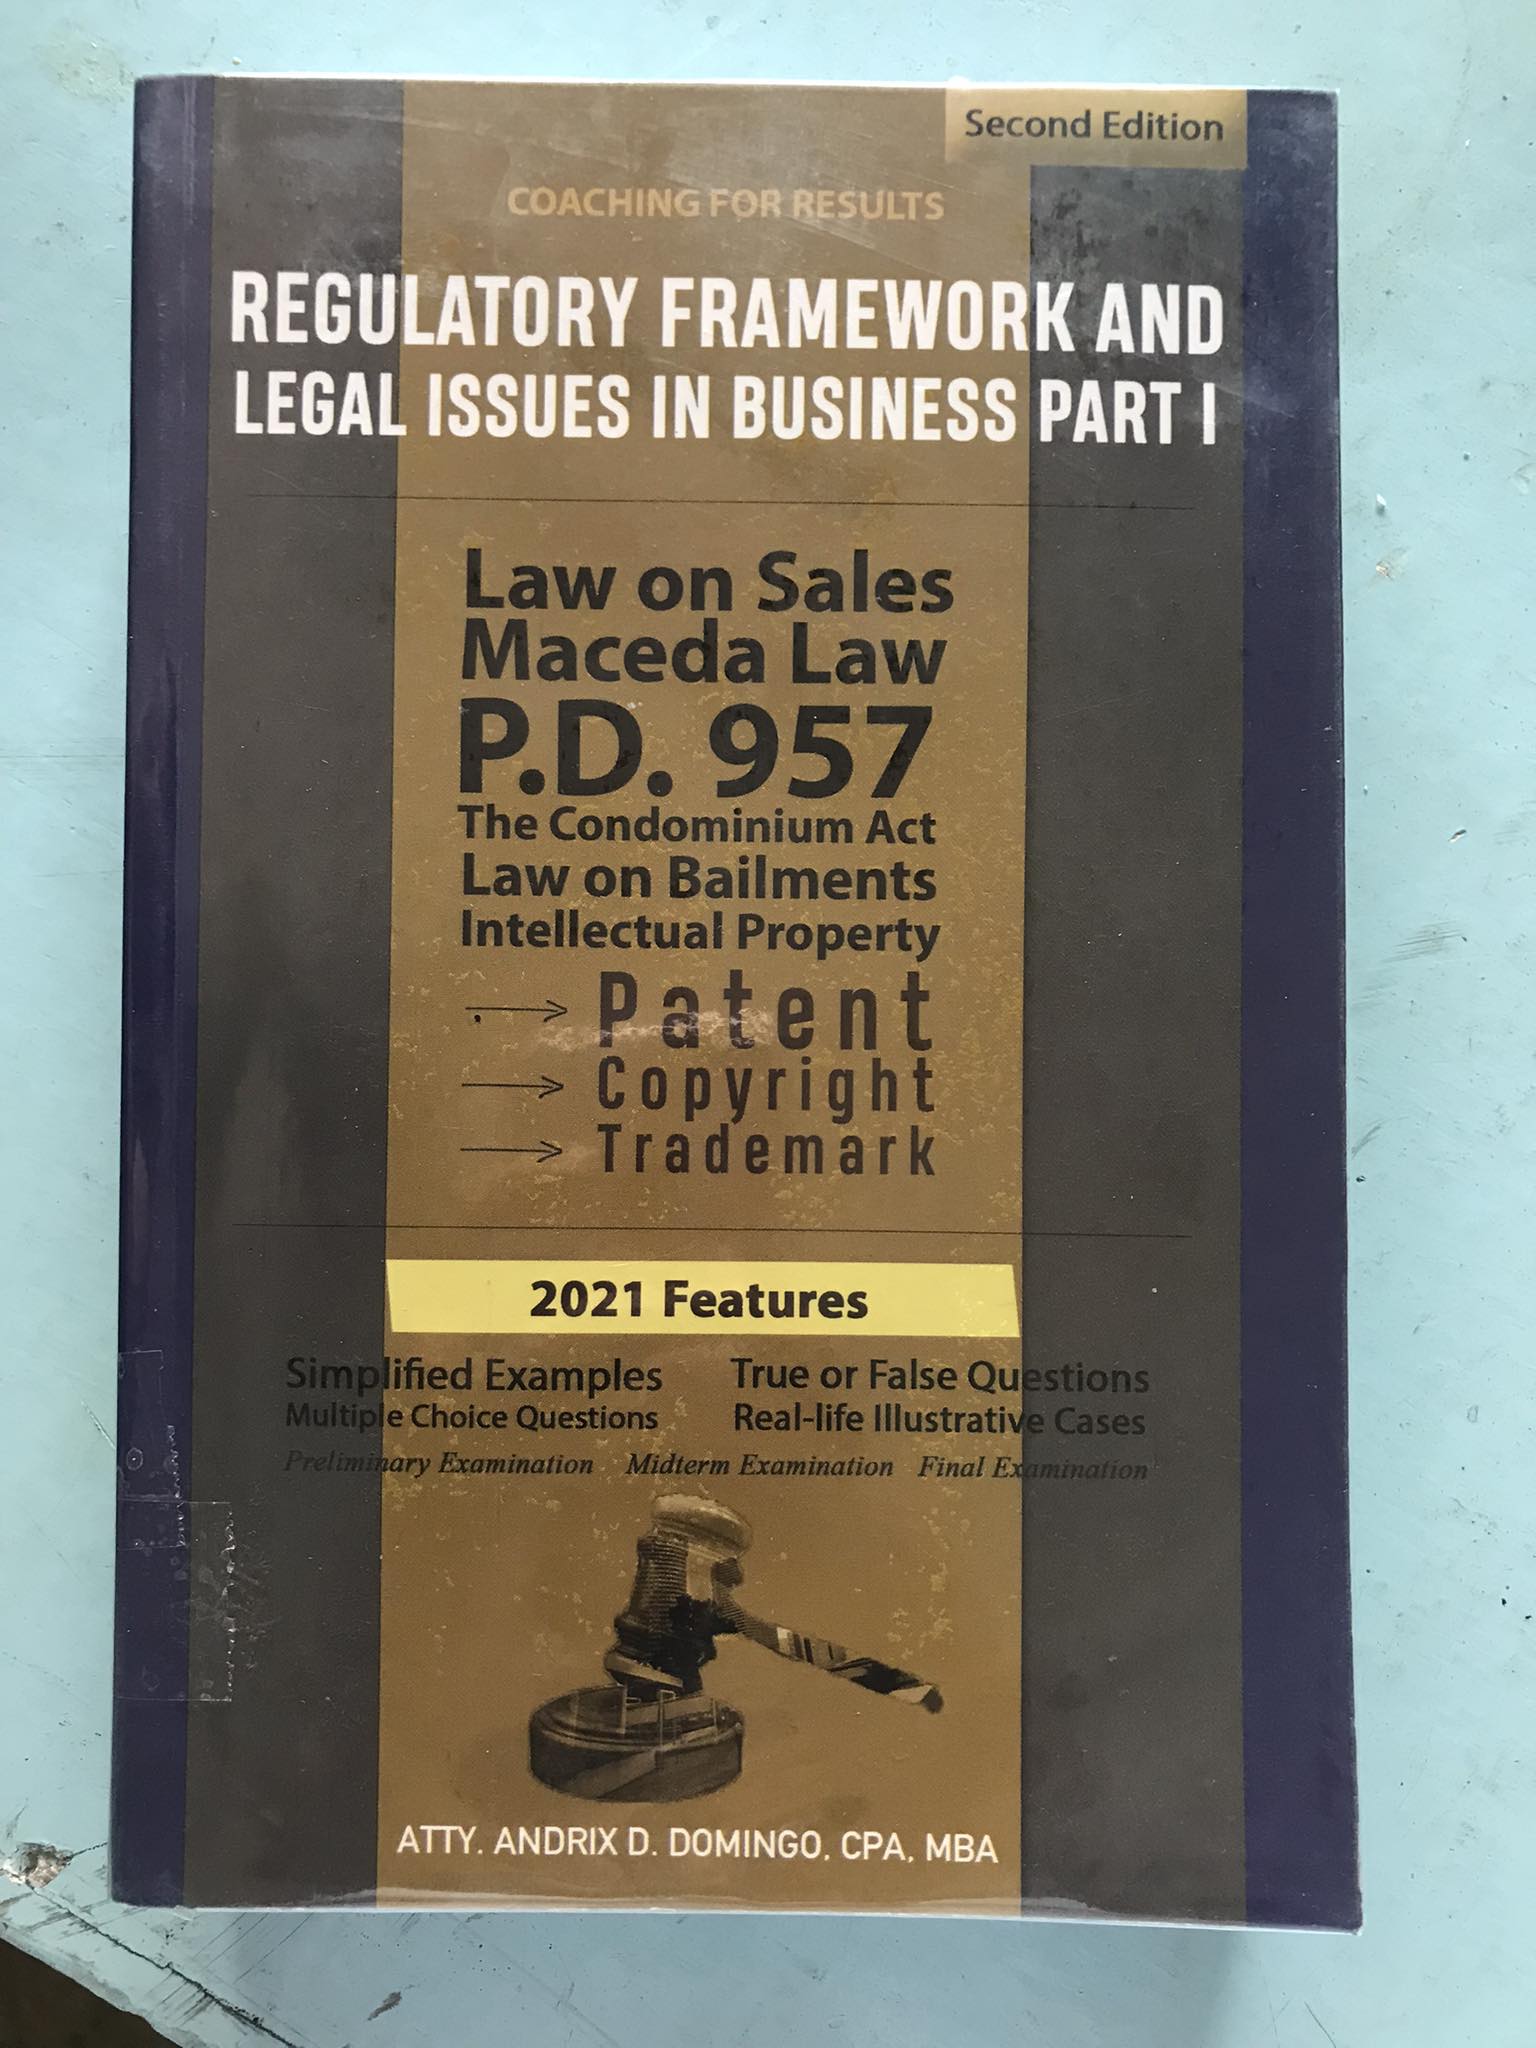 Second Edition
COACHING FOR RESULTS
REGULATORY FRAMEWORK AND
LEGAL ISSUES IN BUSINESS PART I
Law on Sales
Maceda Law
P.D. 957
The Condominium Act
Law on Bailments
Intellectual Property
Patent
Copyright
Trademark
2021 Features
Simplified Examples True or False Questions
Multiple Choice Questions Real-life Illustrative Cases
Preliminary Examination Midterm Examination Final Examination
ATTY. ANDRIX D. DOMINGO, CPA, MBA